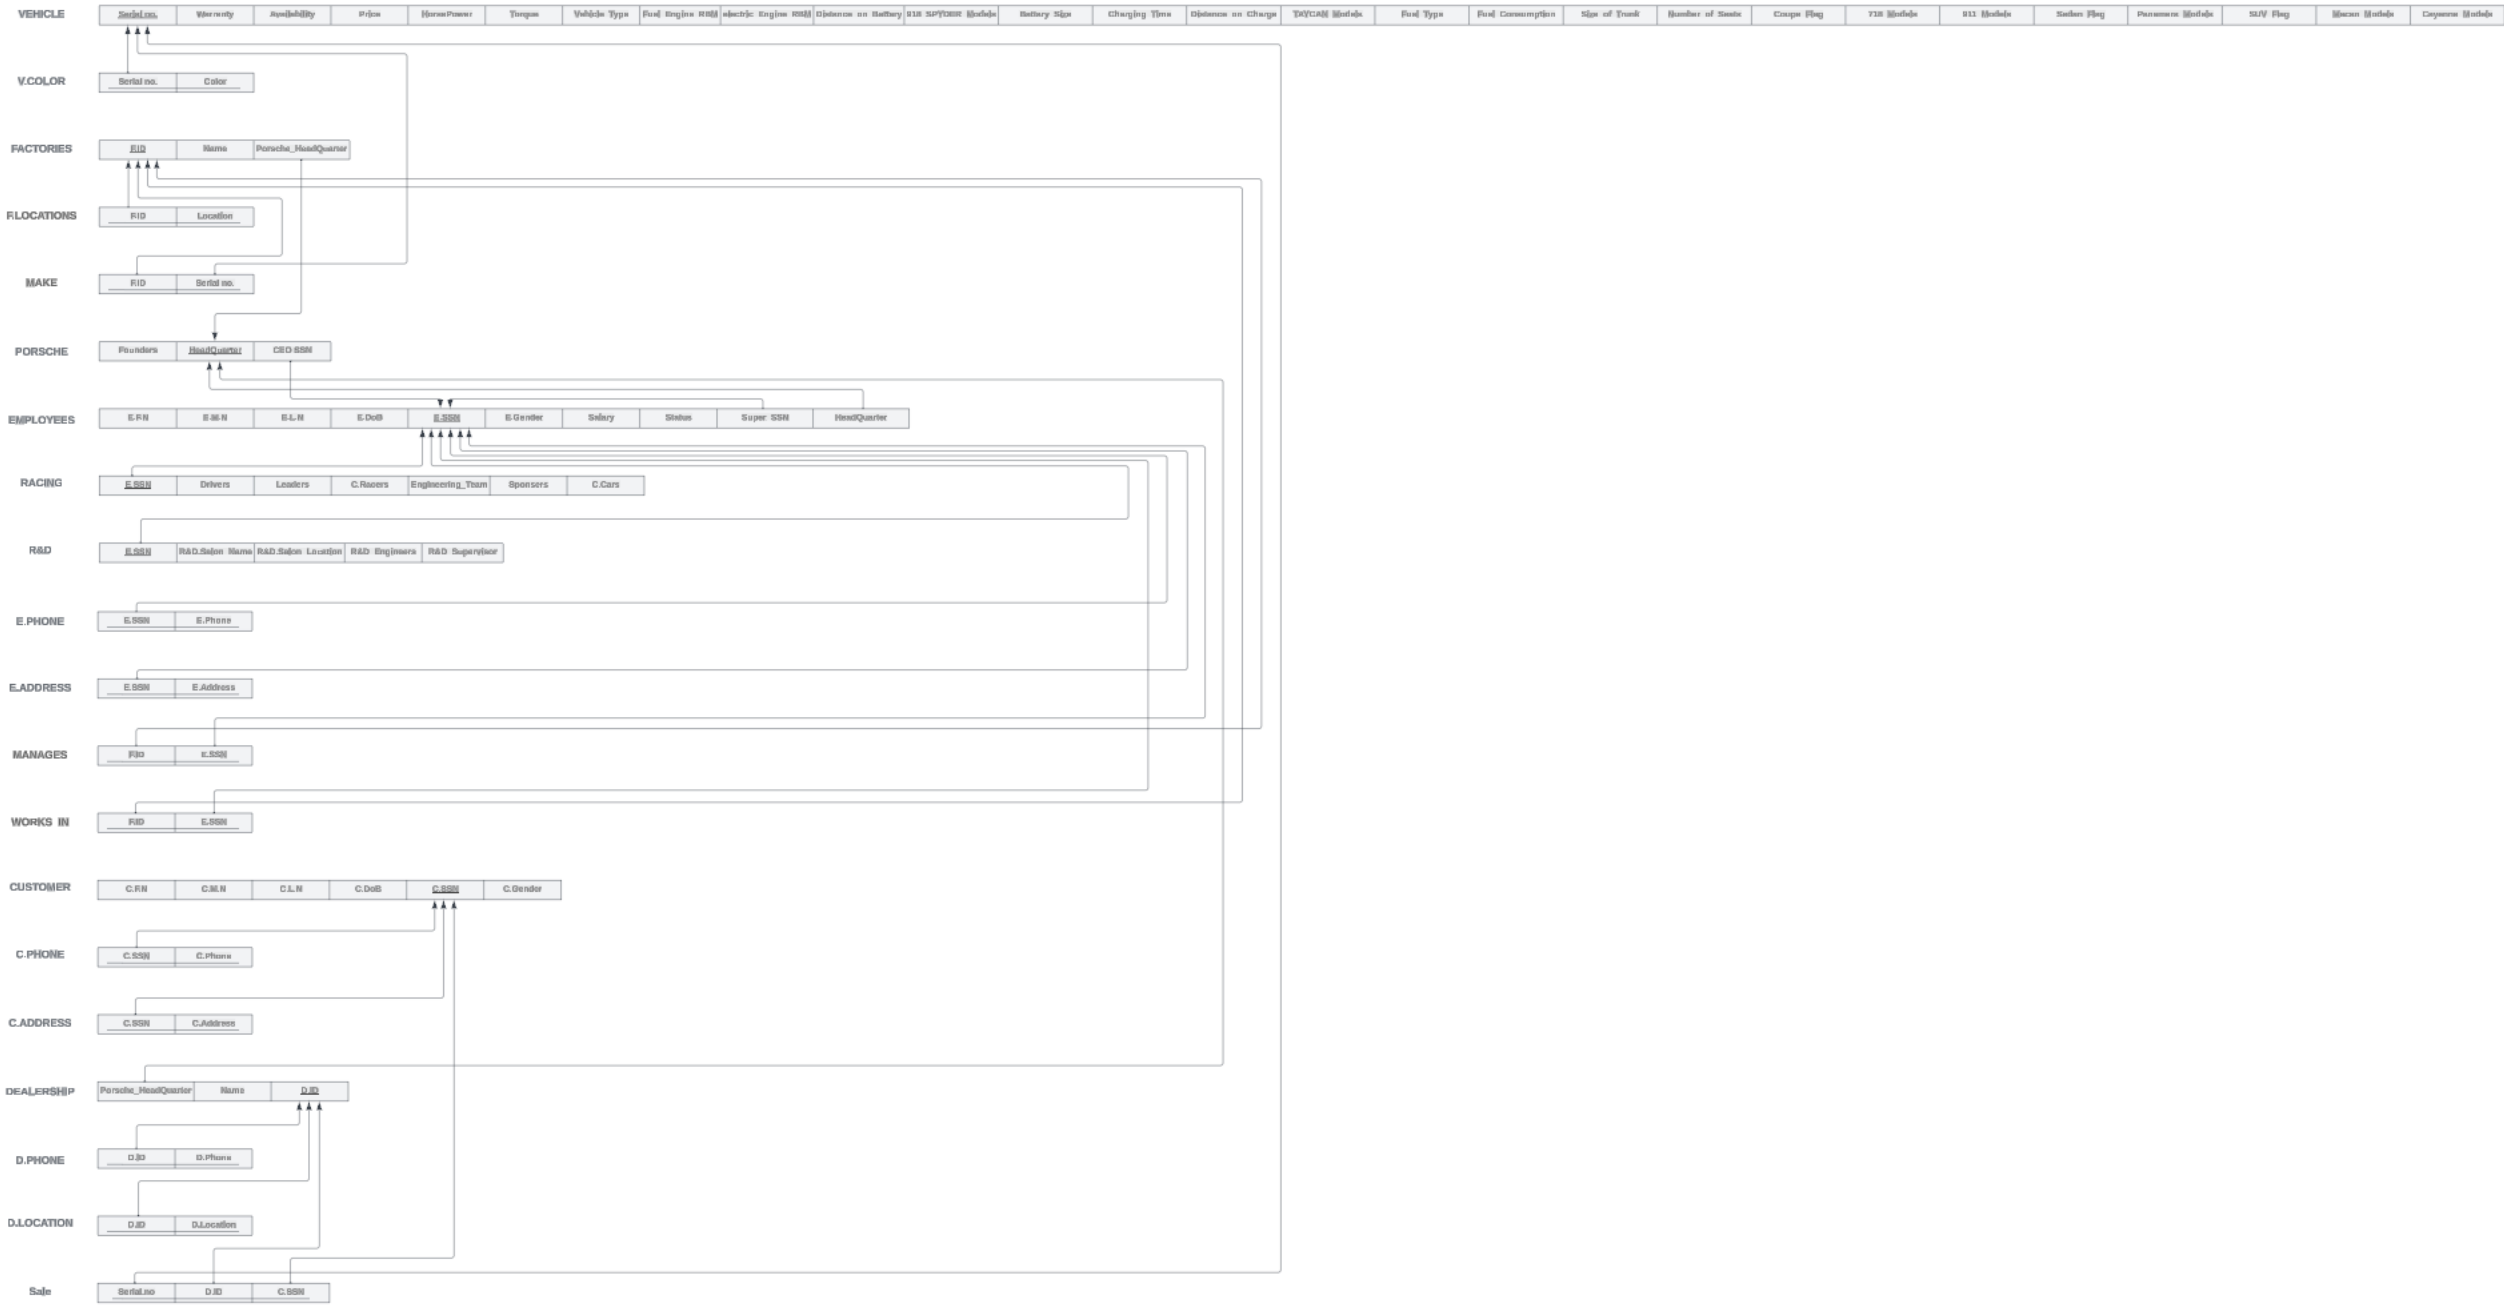 VEHICLE Serial no. Warrenty Availability Price HorsePower Torque Vehicle Type Fuel Engine RBM electric Engine RBM Distance on Battery 918 SPYDER Models Battery Size Charging Time Distance on Charge TAYCAN Models Fuel Type Fuel Consumption Size of Trunk Number of Seats Coupe Flag 718 Models 911 Models Sedan Flag Panamera Models SUV Flag Macan Models Cayenne Models
V.COLOR Serial no. Color
FACTORIES F.ID Name Porsche_HeadQuarter
F.LOCATIONS F.ID Location
MAKE F.ID Serial no.
PORSCHE Founders HeadQuarter CEO SSN
EMPLOYEES E.F.N E.M.N E.L.N E.DoB E.SSN E.Gender Salary Status Super SSN HeadQuarter
RACING E.SSN Drivers Leaders C.Racers Engineering_Team Sponsers C.Cars
R&D E.SSN R&D.Salon Name R&D.Salon Location R&D Engineers R&D Supervisor
E.PHONE E.SSN E.Phone
E.ADDRESS E.SSN E.Address
MANAGES F.ID E.SSN
WORKS IN F.ID E.SSN
CUSTOMER C.F.N C.M.N C.L.N C.DoB C.SSN C.Gender
C.PHONE C.SSN C.Phone
C.ADDRESS C.SSN C.Address
DEALERSHIP Porsche_HeadQuarter Name D.ID
D.PHONE D.ID D.Phone
D.LOCATION D.ID D.Location
Sale Serial.no D.ID C.SSN